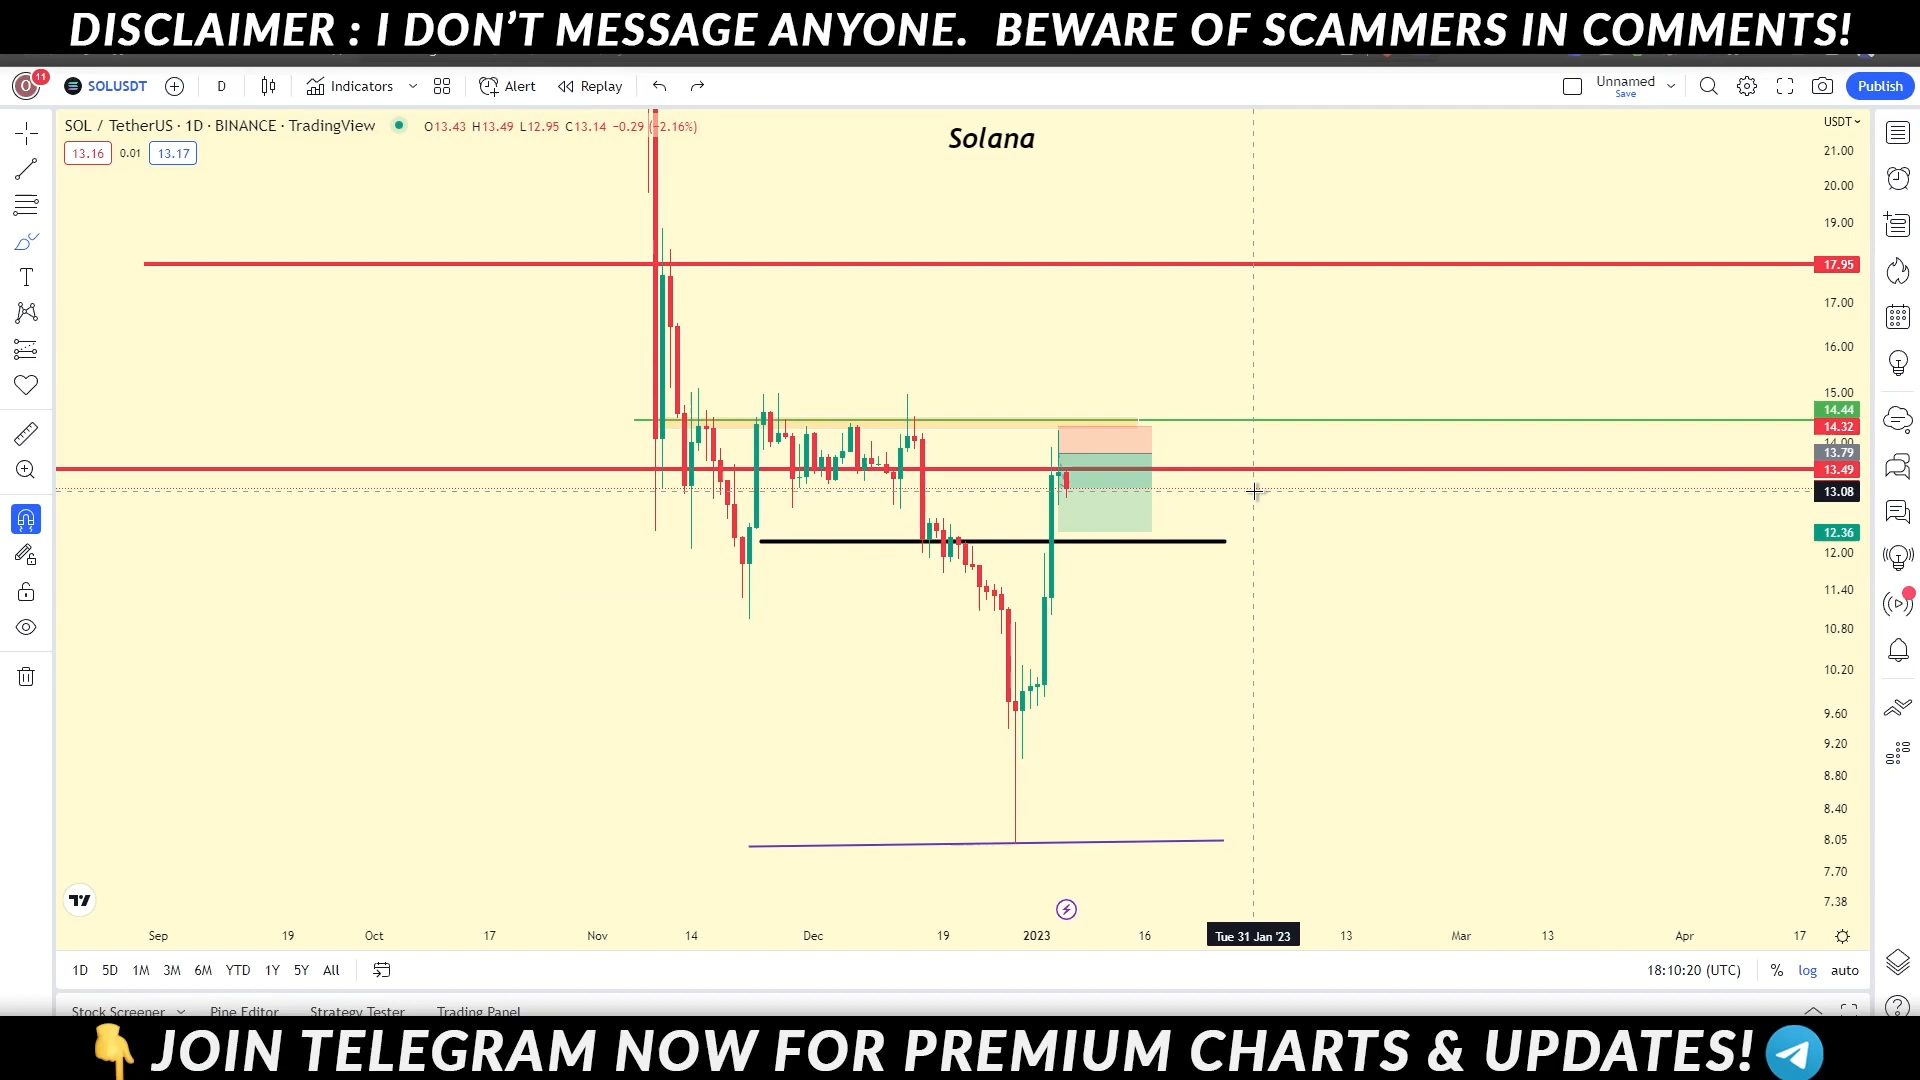 DISCLAIMER : I DON'T MESSAGE ANYONE. BEWARE OF SCAMMERS IN COMMENTS!
O 11 SOLUSDT D Indicators Alert Replay Unnamed Save Publish
SOL / TetherUS · 1D · BINANCE · TradingView O13.43 H13.49 L12.95 C13.14 −0.29 (−2.16%)
13.16 0.01 13.17
Solana
USDT
21.00
20.00
19.00
17.95
17.00
16.00
15.00
14.44
14.32
14.00
13.79
13.49
13.08
12.36
12.00
11.40
10.80
10.20
9.60
9.20
8.80
8.40
8.05
7.70
7.38
Sep 19 Oct 17 Nov 14 Dec 19 2023 16 Tue 31 Jan '23 13 Mar 13 Apr 17
1D 5D 1M 3M 6M YTD 1Y 5Y All 18:10:20 (UTC) % log auto
Stock Screener Pine Editor Strategy Tester Trading Panel
JOIN TELEGRAM NOW FOR PREMIUM CHARTS & UPDATES!